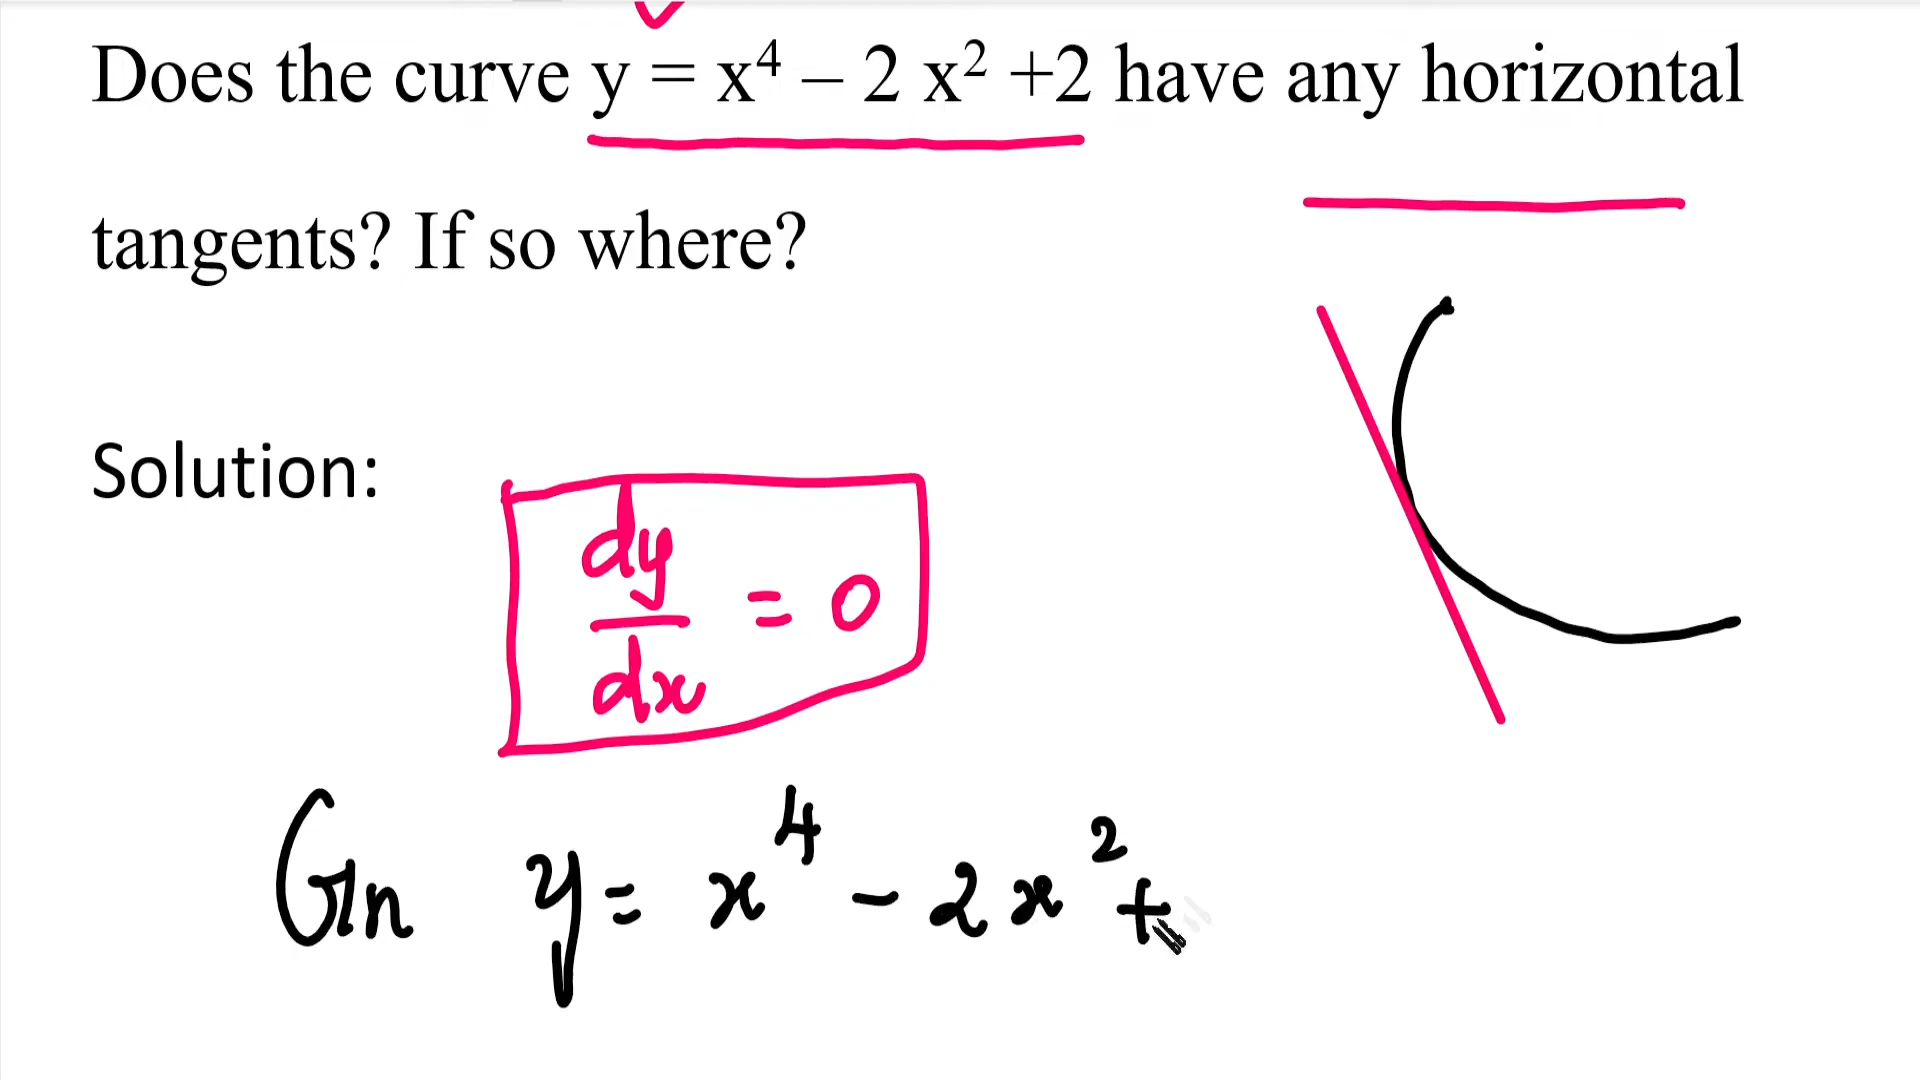 Does the curve y = x⁴ – 2 x² +2 have any horizontal
tangents? If so where?
Solution:
dy/dx = 0
Gn y = x⁴ - 2x² +